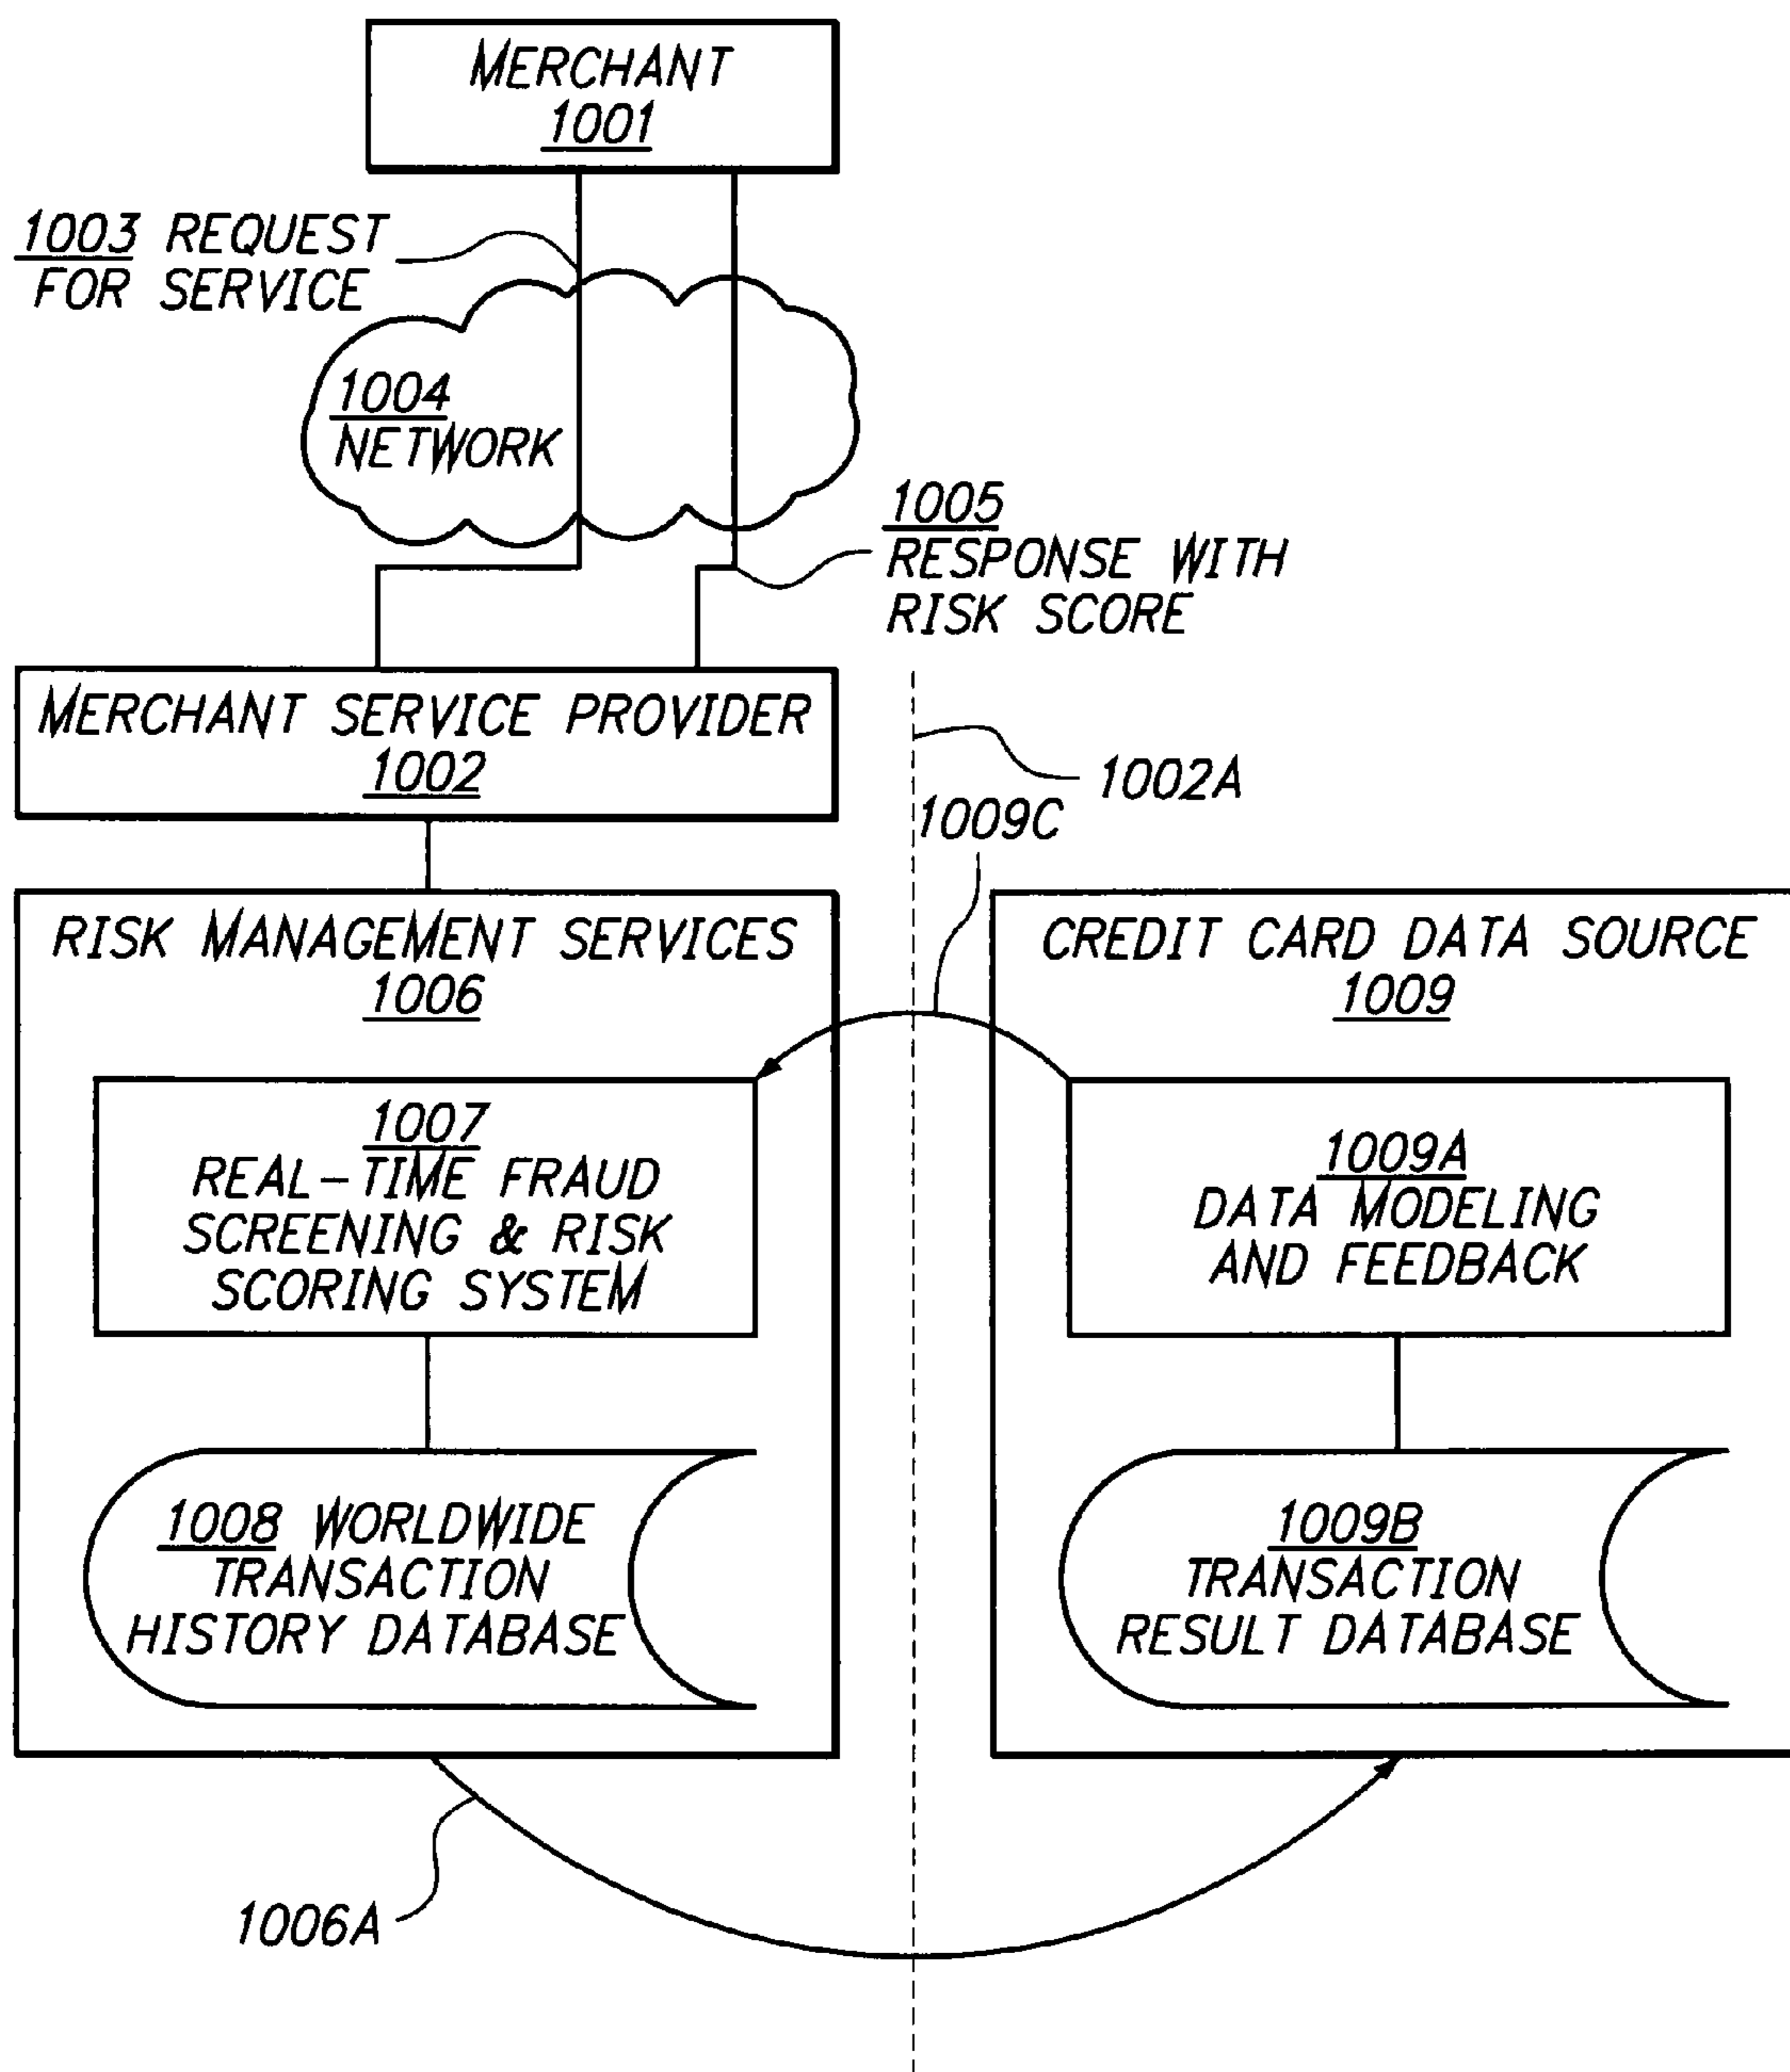 MERCHANT
1001
1003 REQUEST
FOR SERVICE
1004
NETWORK
1005
RESPONSE WITH
RISK SCORE
MERCHANT SERVICE PROVIDER
1002
1002A
1009C
RISK MANAGEMENT SERVICES
1006
CREDIT CARD DATA SOURCE
1009
1007
REAL-TIME FRAUD
SCREENING & RISK
SCORING SYSTEM
1009A
DATA MODELING
AND FEEDBACK
1008 WORLDWIDE
TRANSACTION
HISTORY DATABASE
1009B
TRANSACTION
RESULT DATABASE
1006A